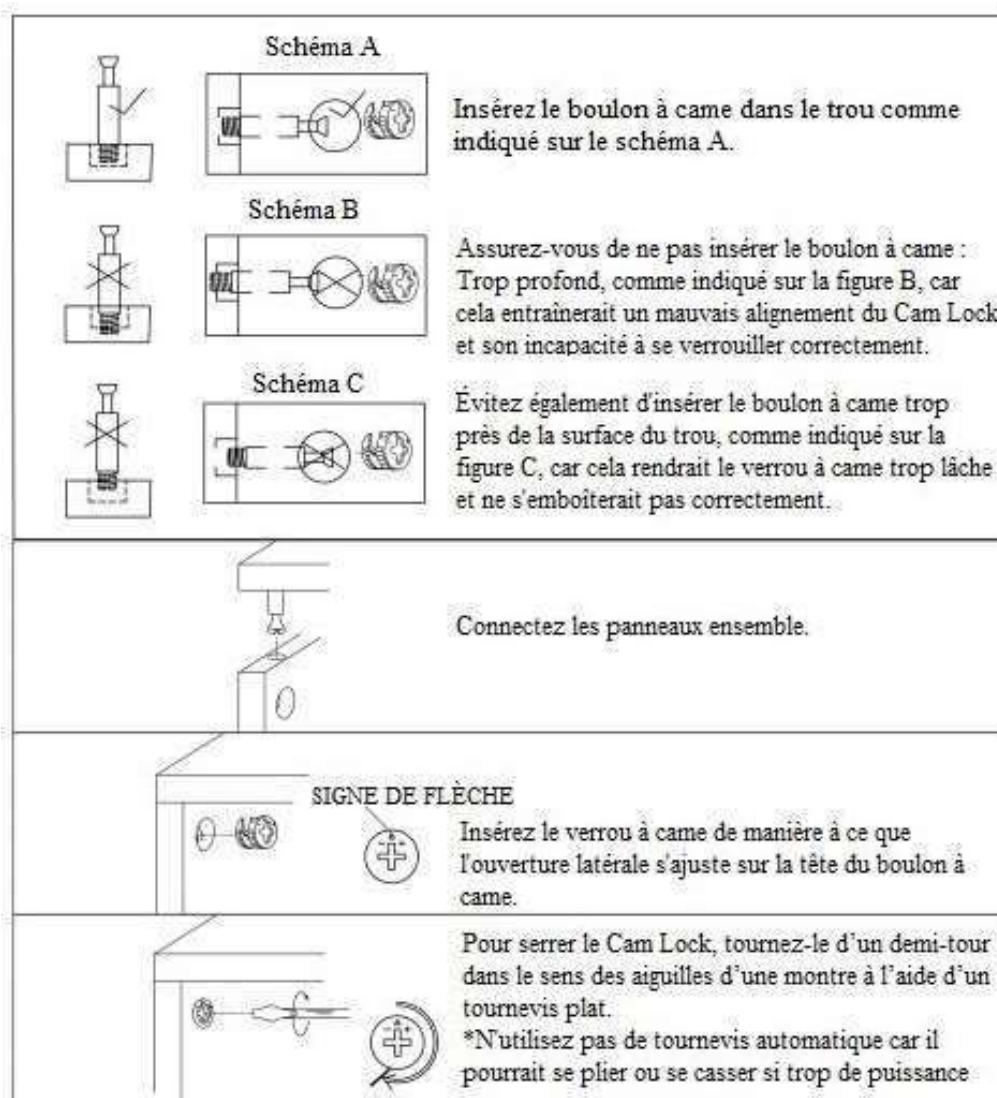 Schéma A
Insérez le boulon à came dans le trou comme
indiqué sur le schéma A.
Schéma B
Assurez-vous de ne pas insérer le boulon à came :
Trop profond, comme indiqué sur la figure B, car
cela entraînerait un mauvais alignement du Cam Lock
et son incapacité à se verrouiller correctement.
Schéma C
Évitez également d'insérer le boulon à came trop
près de la surface du trou, comme indiqué sur la
figure C, car cela rendrait le verrou à came trop lâche
et ne s'emboîterait pas correctement.
Connectez les panneaux ensemble.
SIGNE DE FLÈCHE
Insérez le verrou à came de manière à ce que
l'ouverture latérale s'ajuste sur la tête du boulon à
came.
Pour serrer le Cam Lock, tournez-le d’un demi-tour
dans le sens des aiguilles d’une montre à l’aide d’un
tournevis plat.
*N'utilisez pas de tournevis automatique car il
pourrait se plier ou se casser si trop de puissance